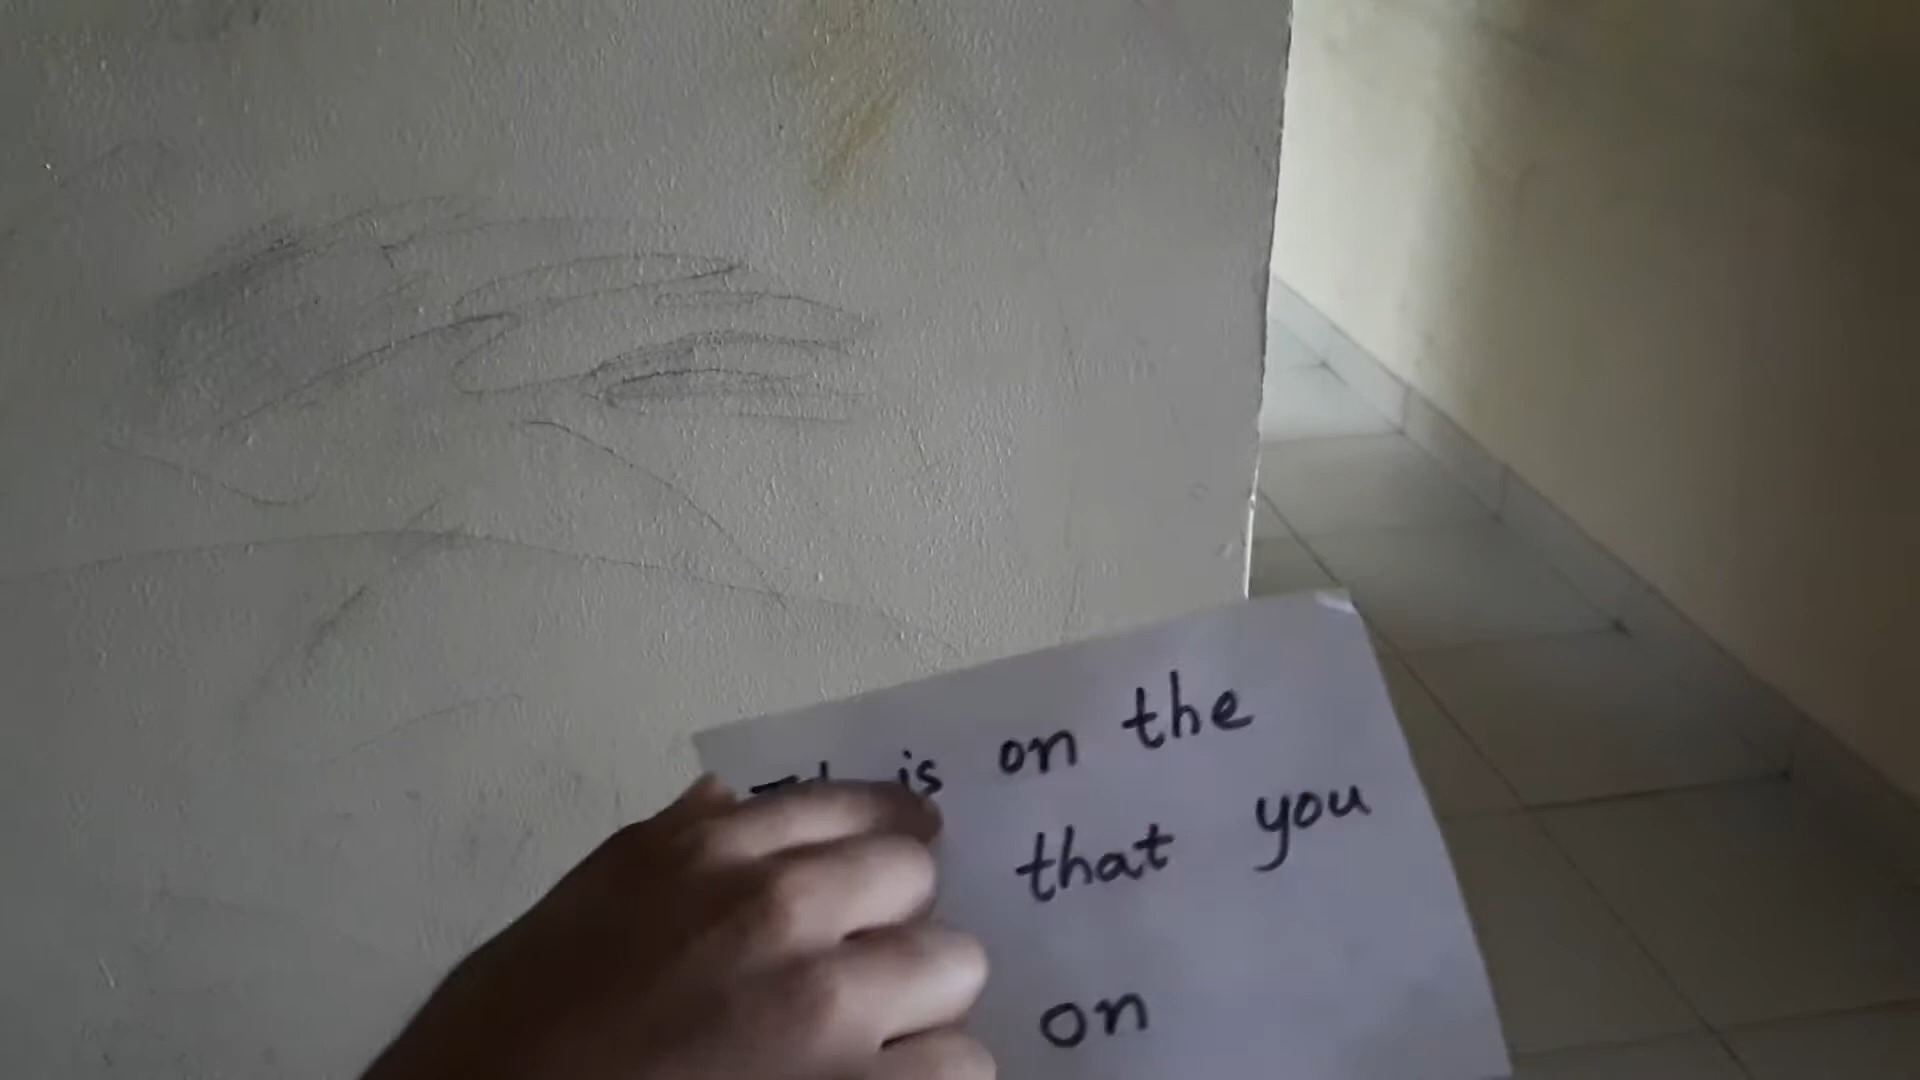 is on the
that you
on